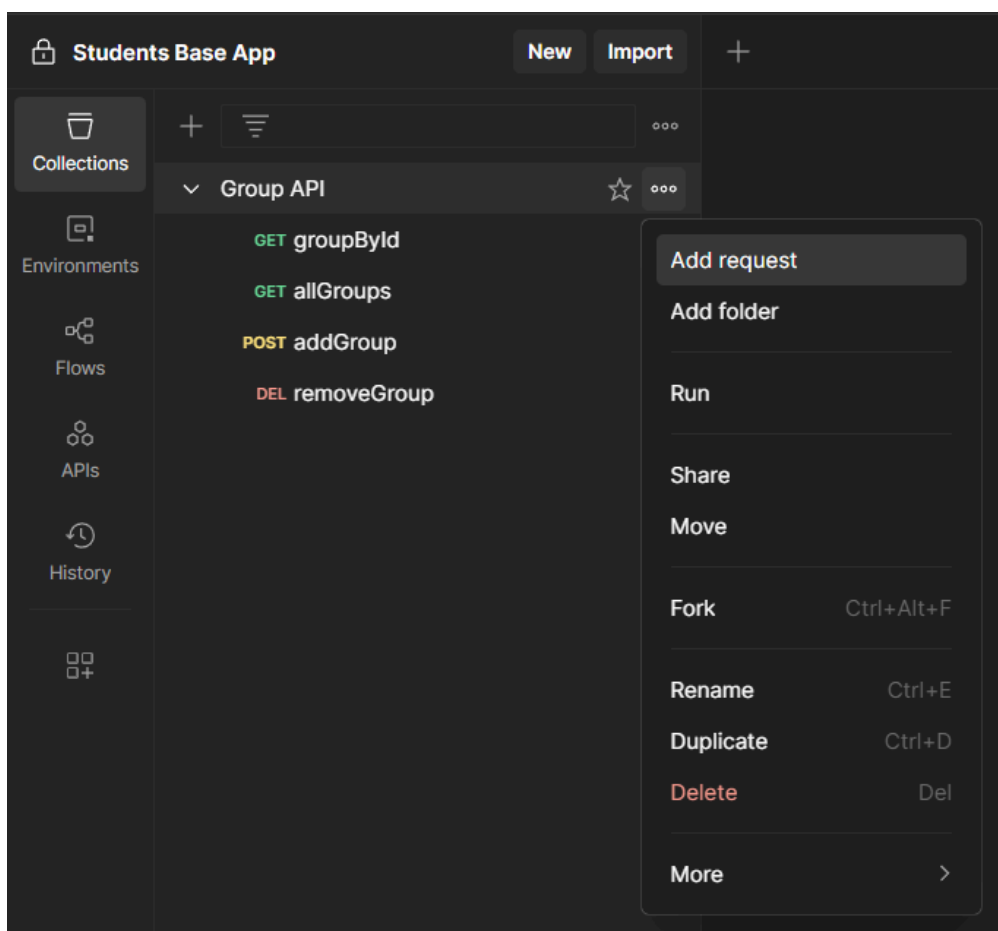 Students Base App
New
Import
Collections
Environments
Flows
APIs
History
Group API
GET groupById
GET allGroups
POST addGroup
DEL removeGroup
Add request
Add folder
Run
Share
Move
Fork Ctrl+Alt+F
Rename Ctrl+E
Duplicate Ctrl+D
Delete Del
More